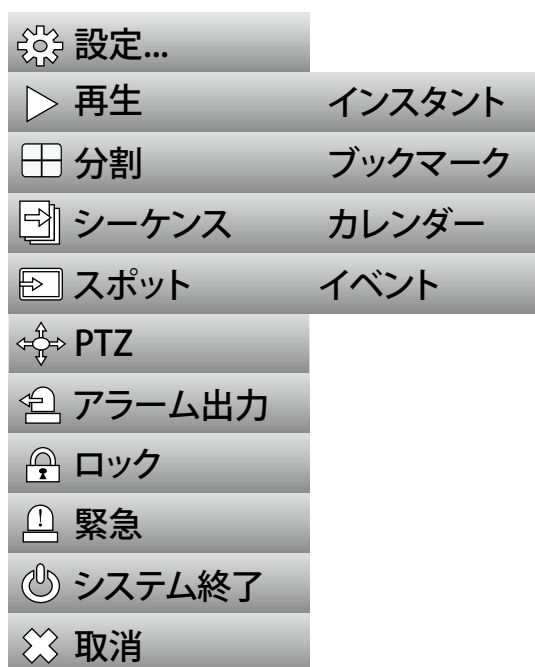 設定...
再生
インスタント
分割
ブックマーク
シーケンス
カレンダー
スポット
イベント
PTZ
アラーム出力
ロック
緊急
システム終了
取消